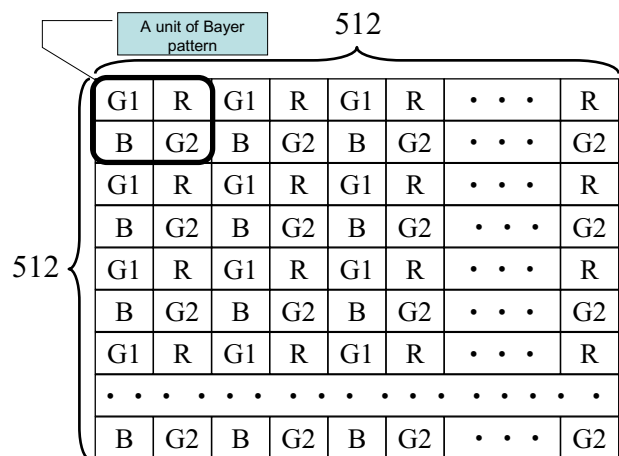 A unit of Bayer
pattern
512
G1 R G1 R G1 R · · · R
B G2 B G2 B G2 · · · G2
G1 R G1 R G1 R · · · R
B G2 B G2 B G2 · · · G2
512
G1 R G1 R G1 R · · · R
B G2 B G2 B G2 · · · G2
G1 R G1 R G1 R · · · R
· · · · · · · · · · · · · · · · ·
B G2 B G2 B G2 · · · G2